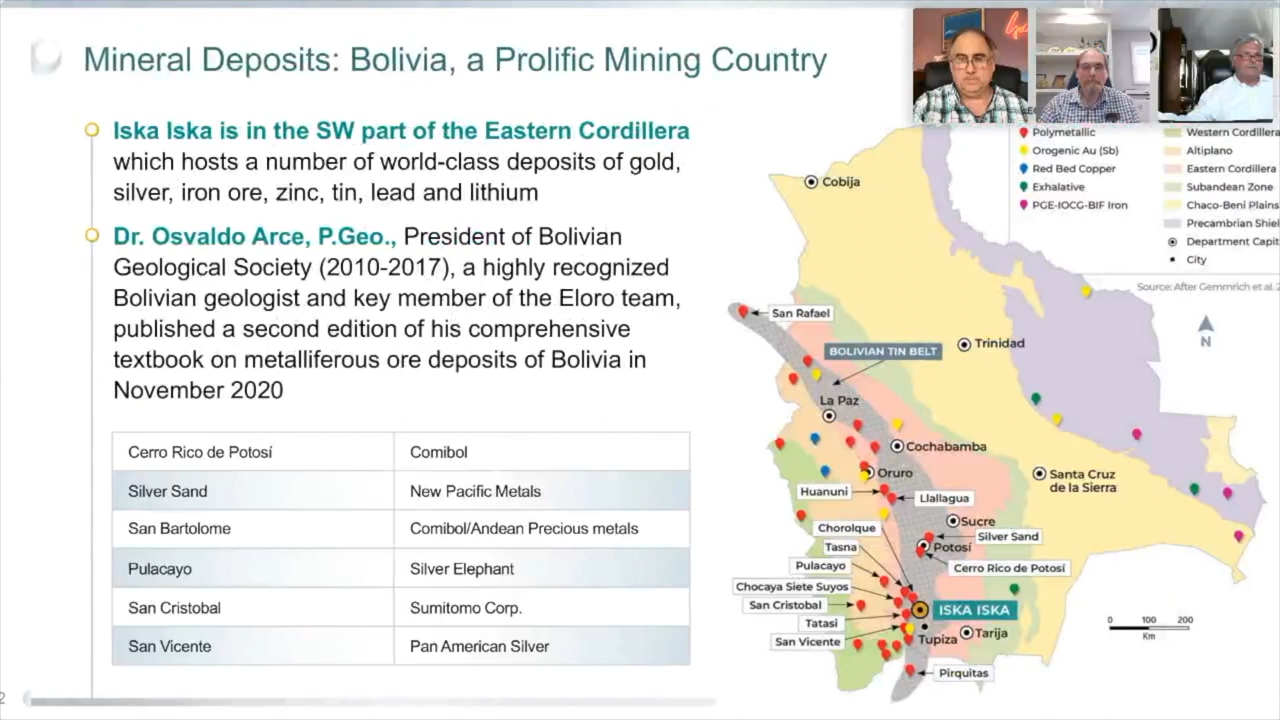 Mineral Deposits: Bolivia, a Prolific Mining Country
Iska Iska is in the SW part of the Eastern Cordillera
which hosts a number of world-class deposits of gold,
silver, iron ore, zinc, tin, lead and lithium
Dr. Osvaldo Arce, P.Geo., President of Bolivian
Geological Society (2010-2017), a highly recognized
Bolivian geologist and key member of the Eloro team,
published a second edition of his comprehensive
textbook on metalliferous ore deposits of Bolivia in
November 2020
Cerro Rico de Potosí Comibol
Silver Sand New Pacific Metals
San Bartolome Comibol/Andean Precious metals
Pulacayo Silver Elephant
San Cristobal Sumitomo Corp.
San Vicente Pan American Silver
2
Polymetallic
Orogenic Au (Sb)
Red Bed Copper
Exhalative
PGE-IOCG-BIF Iron
Western Cordillera
Altiplano
Eastern Cordillera
Subandean Zone
Chaco-Beni Plains
Precambrian Shiel
Department Capit
City
Source: After Gemmrich et al. 2
N
Cobija
San Rafael
BOLIVIAN TIN BELT
Trinidad
La Paz
Cochabamba
Oruro
Santa Cruz
de la Sierra
Huanuni
Llallagua
Chorolque
Sucre
Silver Sand
Tasna
Potosí
Pulacayo
Cerro Rico de Potosí
Chocaya Siete Suyos
San Cristobal
ISKA ISKA
Tatasi
San Vicente
Tupiza
Tarija
Pirquitas
0 100 200
Km